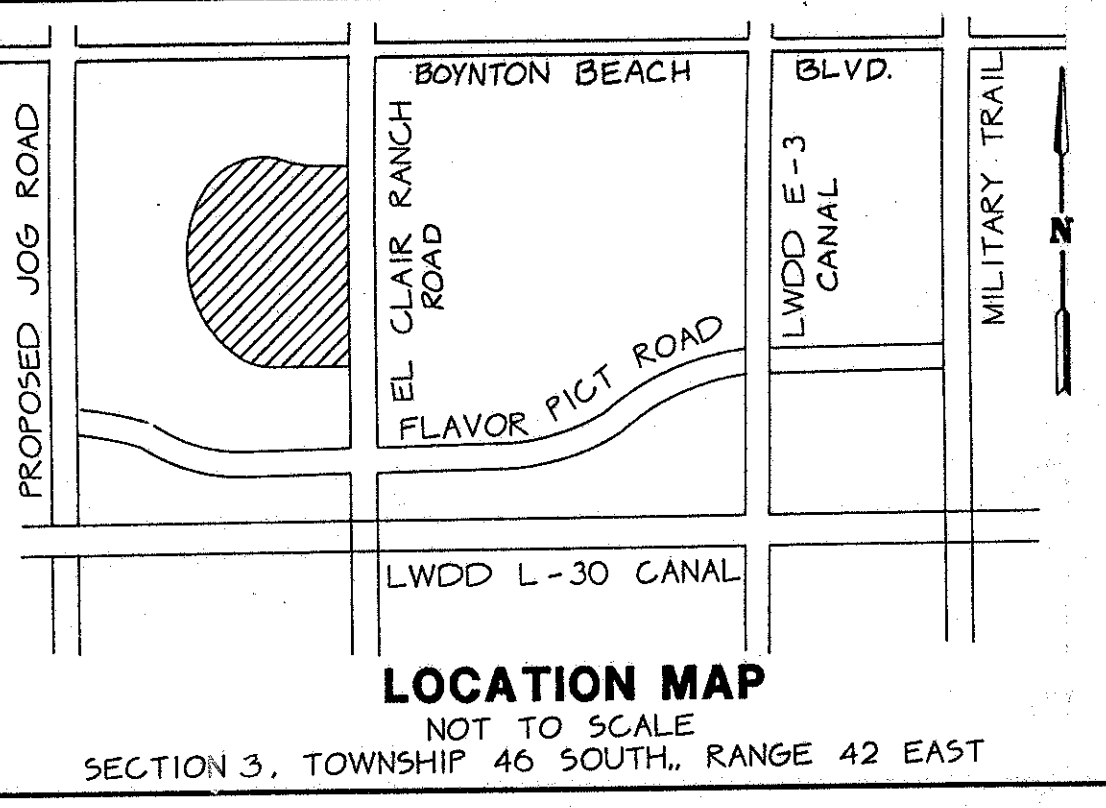 BOYNTON BEACH BLVD.
PROPOSED JOG ROAD
EL CLAIR RANCH
ROAD
LWDD E-3
CANAL
MILITARY TRAIL
N
FLAVOR PICT ROAD
LWDD L-30 CANAL
LOCATION MAP
NOT TO SCALE
SECTION 3, TOWNSHIP 46 SOUTH,, RANGE 42 EAST